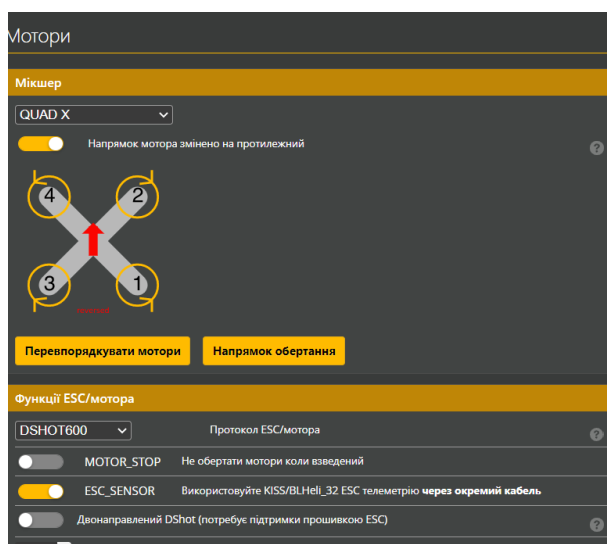 Мотори
Мікшер
QUAD X
Напрямок мотора змінено на протилежний
?
4 2
3 1
Перевпорядкувати мотори Напрямок обертання
Функції ESC/мотора
DSHOT600 Протокол ESC/мотора ?
MOTOR_STOP Не обертати мотори коли взведений
ESC_SENSOR Використовуйте KISS/BLHeli_32 ESC телеметрію через окремий кабель
Двонаправлений DShot (потребує підтримки прошивкою ESC) ?